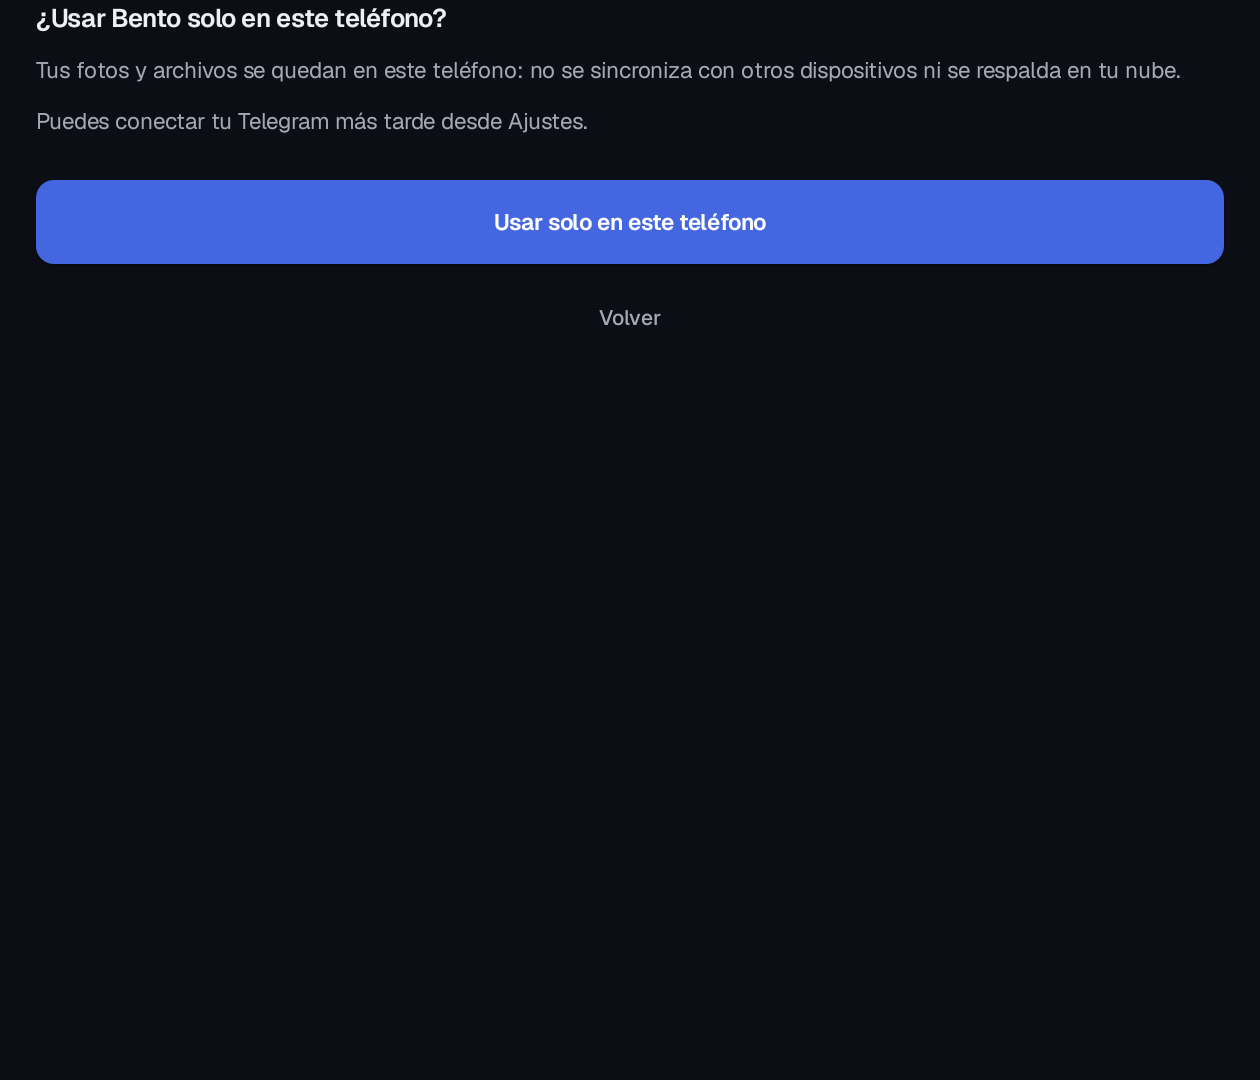 ¿Usar Bento solo en este teléfono?
Tus fotos y archivos se quedan en este teléfono: no se sincroniza con otros dispositivos ni se respalda en tu nube.
Puedes conectar tu Telegram más tarde desde Ajustes.
Usar solo en este teléfono
Volver